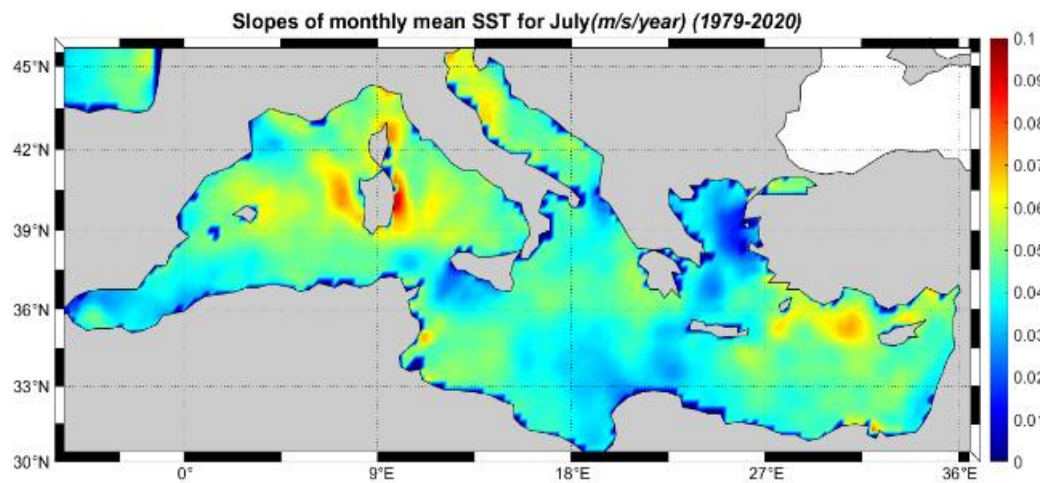 Slopes of monthly mean SST for July(m/s/year) (1979-2020)
45°N
42°N
39°N
36°N
33°N
30°N
0°
9°E
18°E
27°E
36°E
0.1
0.09
0.08
0.07
0.06
0.05
0.04
0.03
0.02
0.01
0